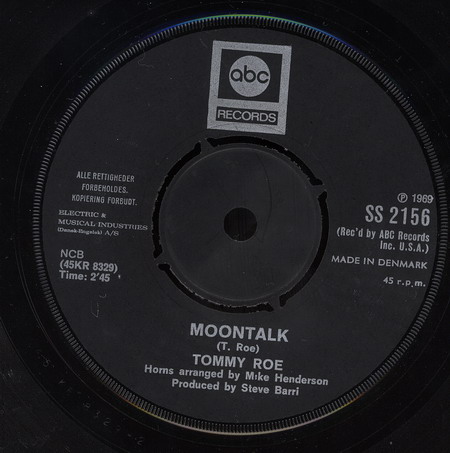 abc
RECORDS
ALLE RETTIGHEDER
FORBEHOLDES.
KOPIERING FORBUDT.
ELECTRIC &
MUSICAL INDUSTRIES
(Dansk-Engelsk) A/S
NCB
(45KR 8329)
Time: 2'45
Ⓟ 1969
SS 2156
(Rec'd by ABC Records
Inc. U.S.A.)
MADE IN DENMARK
45 r.p.m.
MOONTALK
(T. Roe)
TOMMY ROE
Horns arranged by Mike Henderson
Produced by Steve Barri